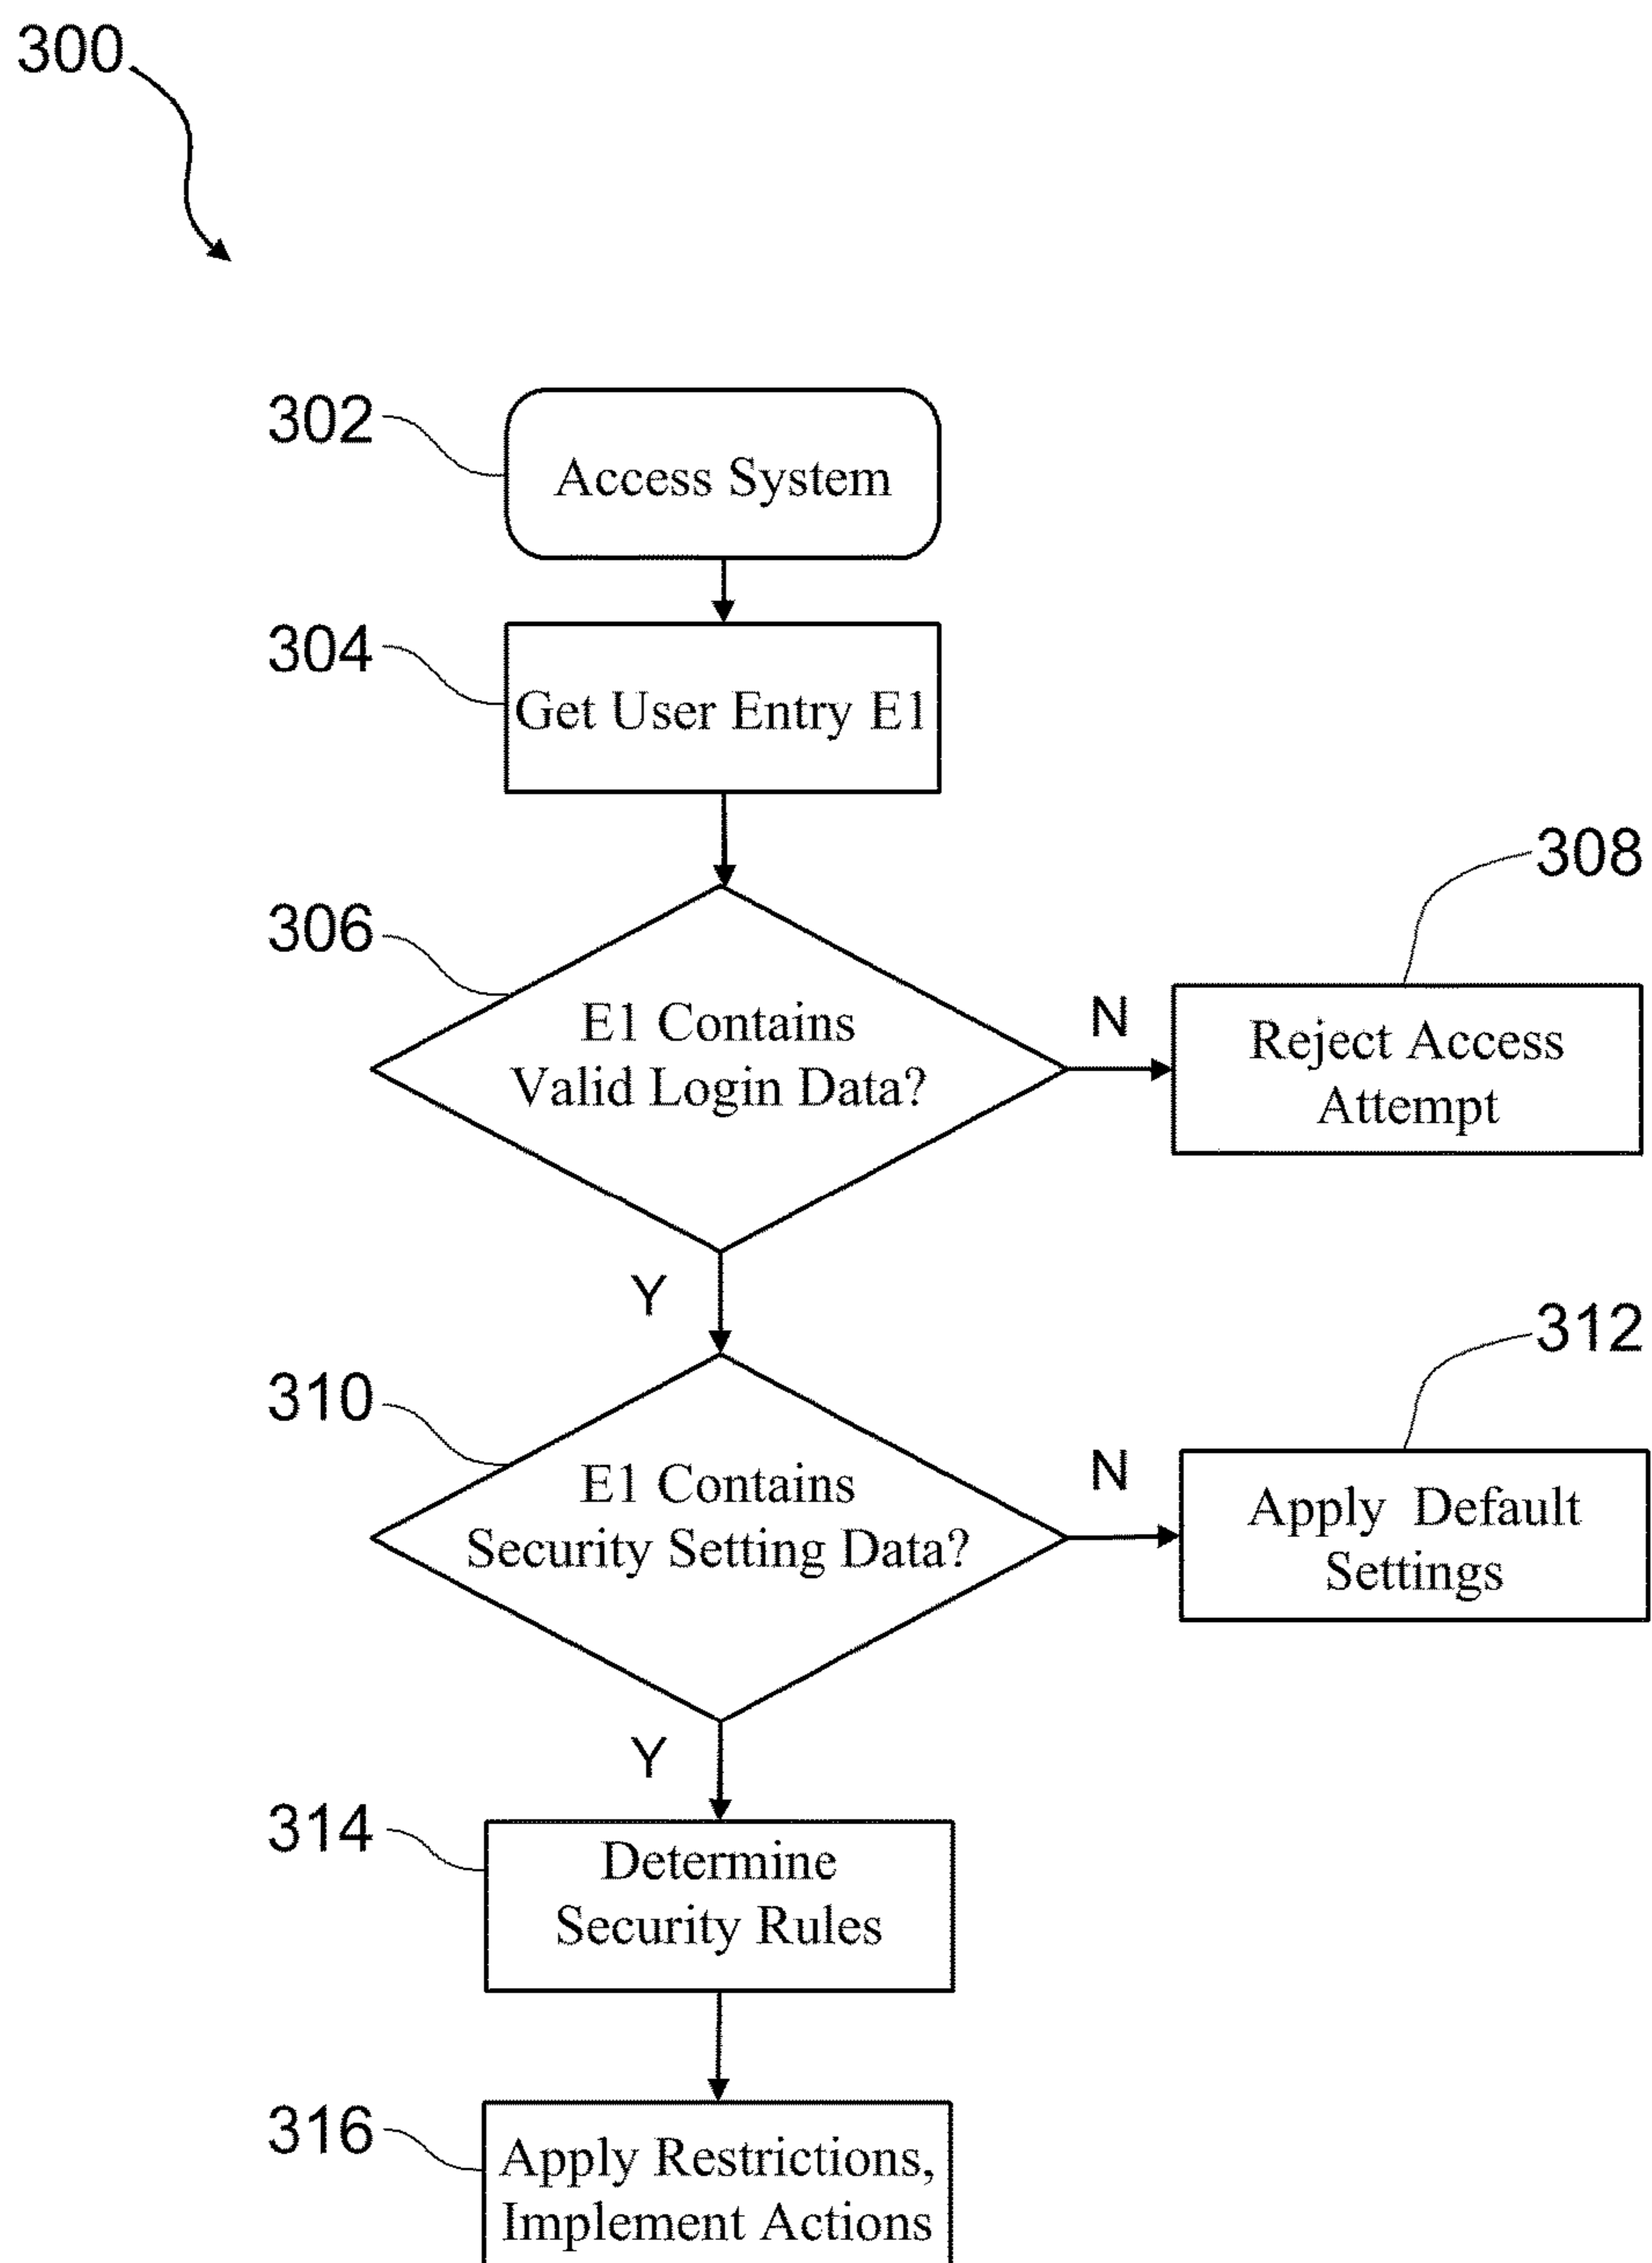 300
302
Access System
304
Get User Entry E1
306
E1 Contains
Valid Login Data?
N
308
Reject Access
Attempt
Y
310
E1 Contains
Security Setting Data?
N
312
Apply Default
Settings
Y
314
Determine
Security Rules
316
Apply Restrictions,
Implement Actions